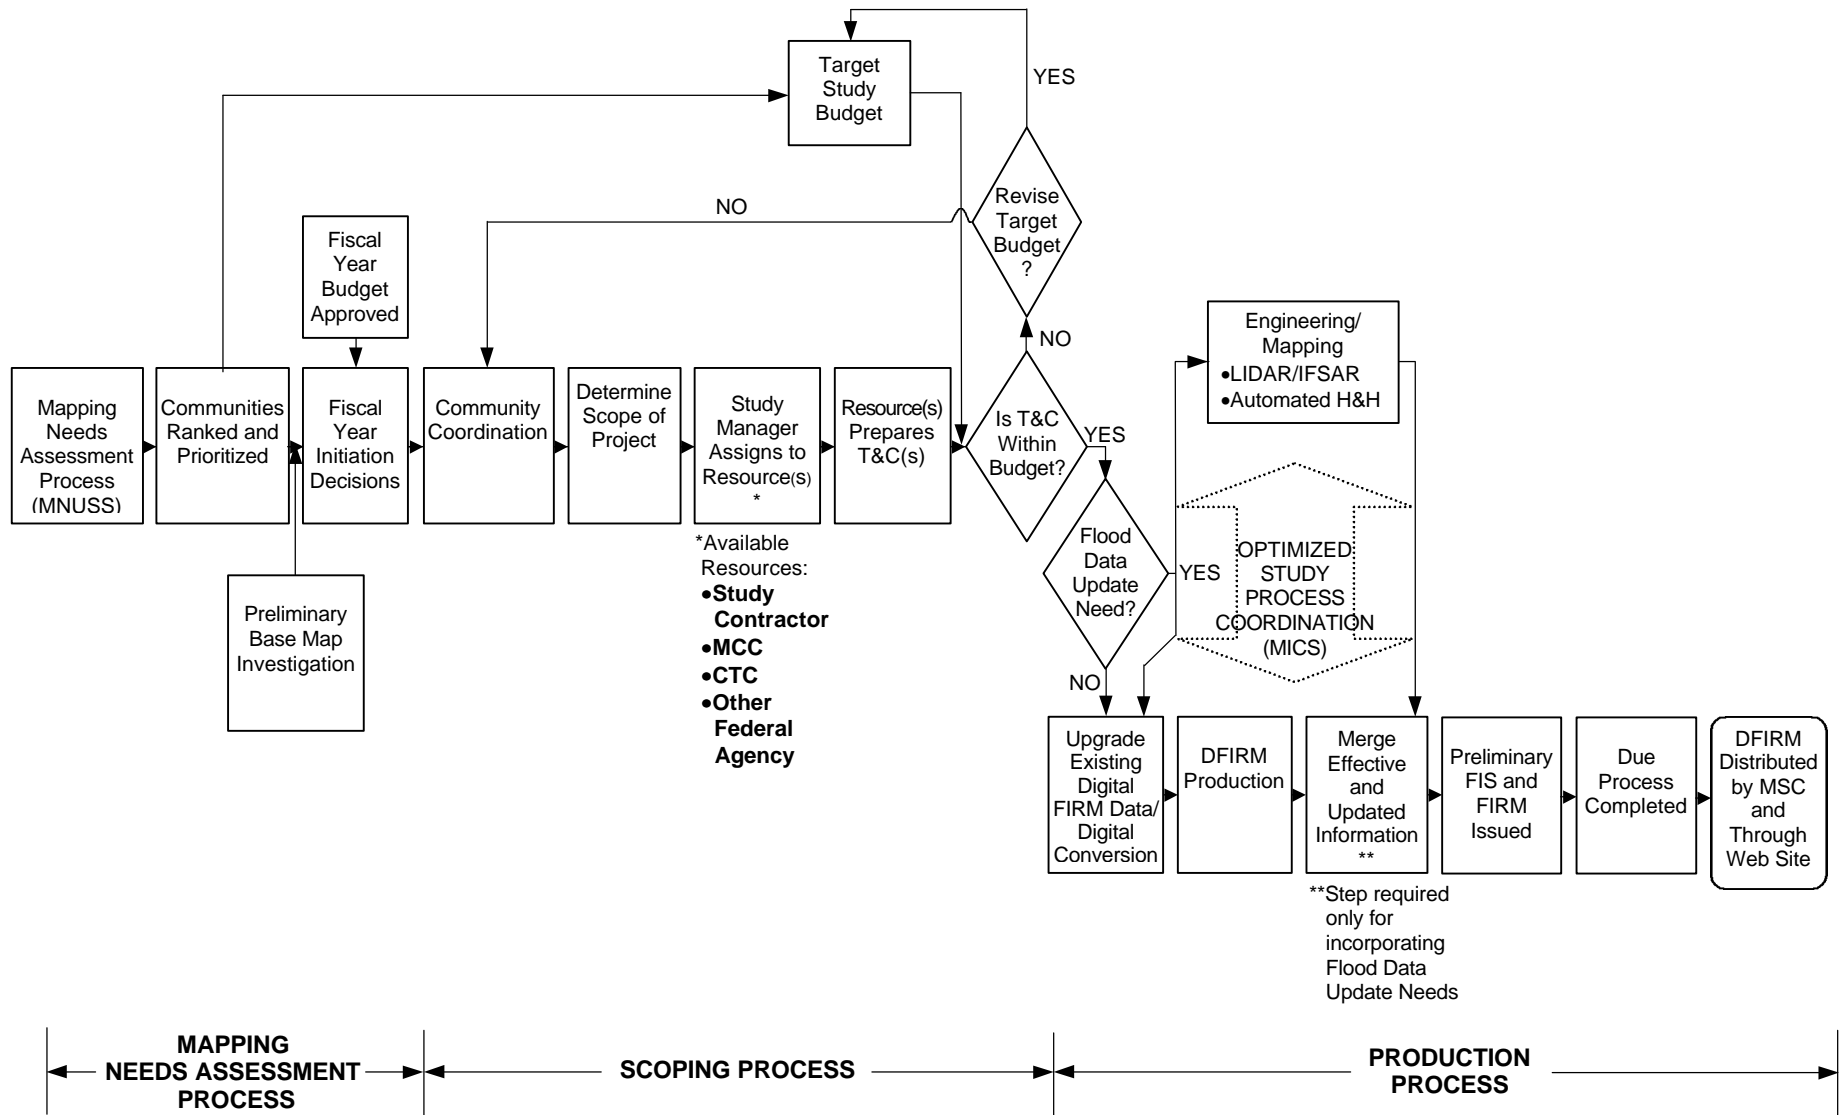 Target
Study
Budget
YES
Revise
Target
Budget
?
NO
Fiscal
Year
Budget
Approved
NO
Mapping
Needs
Assessment
Process
(MNUSS)
Communities
Ranked and
Prioritized
Fiscal
Year
Initiation
Decisions
Community
Coordination
Determine
Scope of
Project
Study
Manager
Assigns to
Resource(s)
*
Resource(s)
Prepares
T&C(s)
Is T&C
Within
Budget?
YES
Engineering/
Mapping
•LIDAR/IFSAR
•Automated H&H
Preliminary
Base Map
Investigation
*Available
Resources:
•Study
Contractor
•MCC
•CTC
•Other
Federal
Agency
Flood
Data
Update
Need?
YES
NO
OPTIMIZED
STUDY
PROCESS
COORDINATION
(MICS)
Upgrade
Existing
Digital
FIRM Data/
Digital
Conversion
DFIRM
Production
Merge
Effective
and
Updated
Information
**
Preliminary
FIS and
FIRM
Issued
Due
Process
Completed
DFIRM
Distributed
by MSC
and
Through
Web Site
**Step required
only for
incorporating
Flood Data
Update Needs
MAPPING
NEEDS ASSESSMENT
PROCESS
SCOPING PROCESS
PRODUCTION
PROCESS